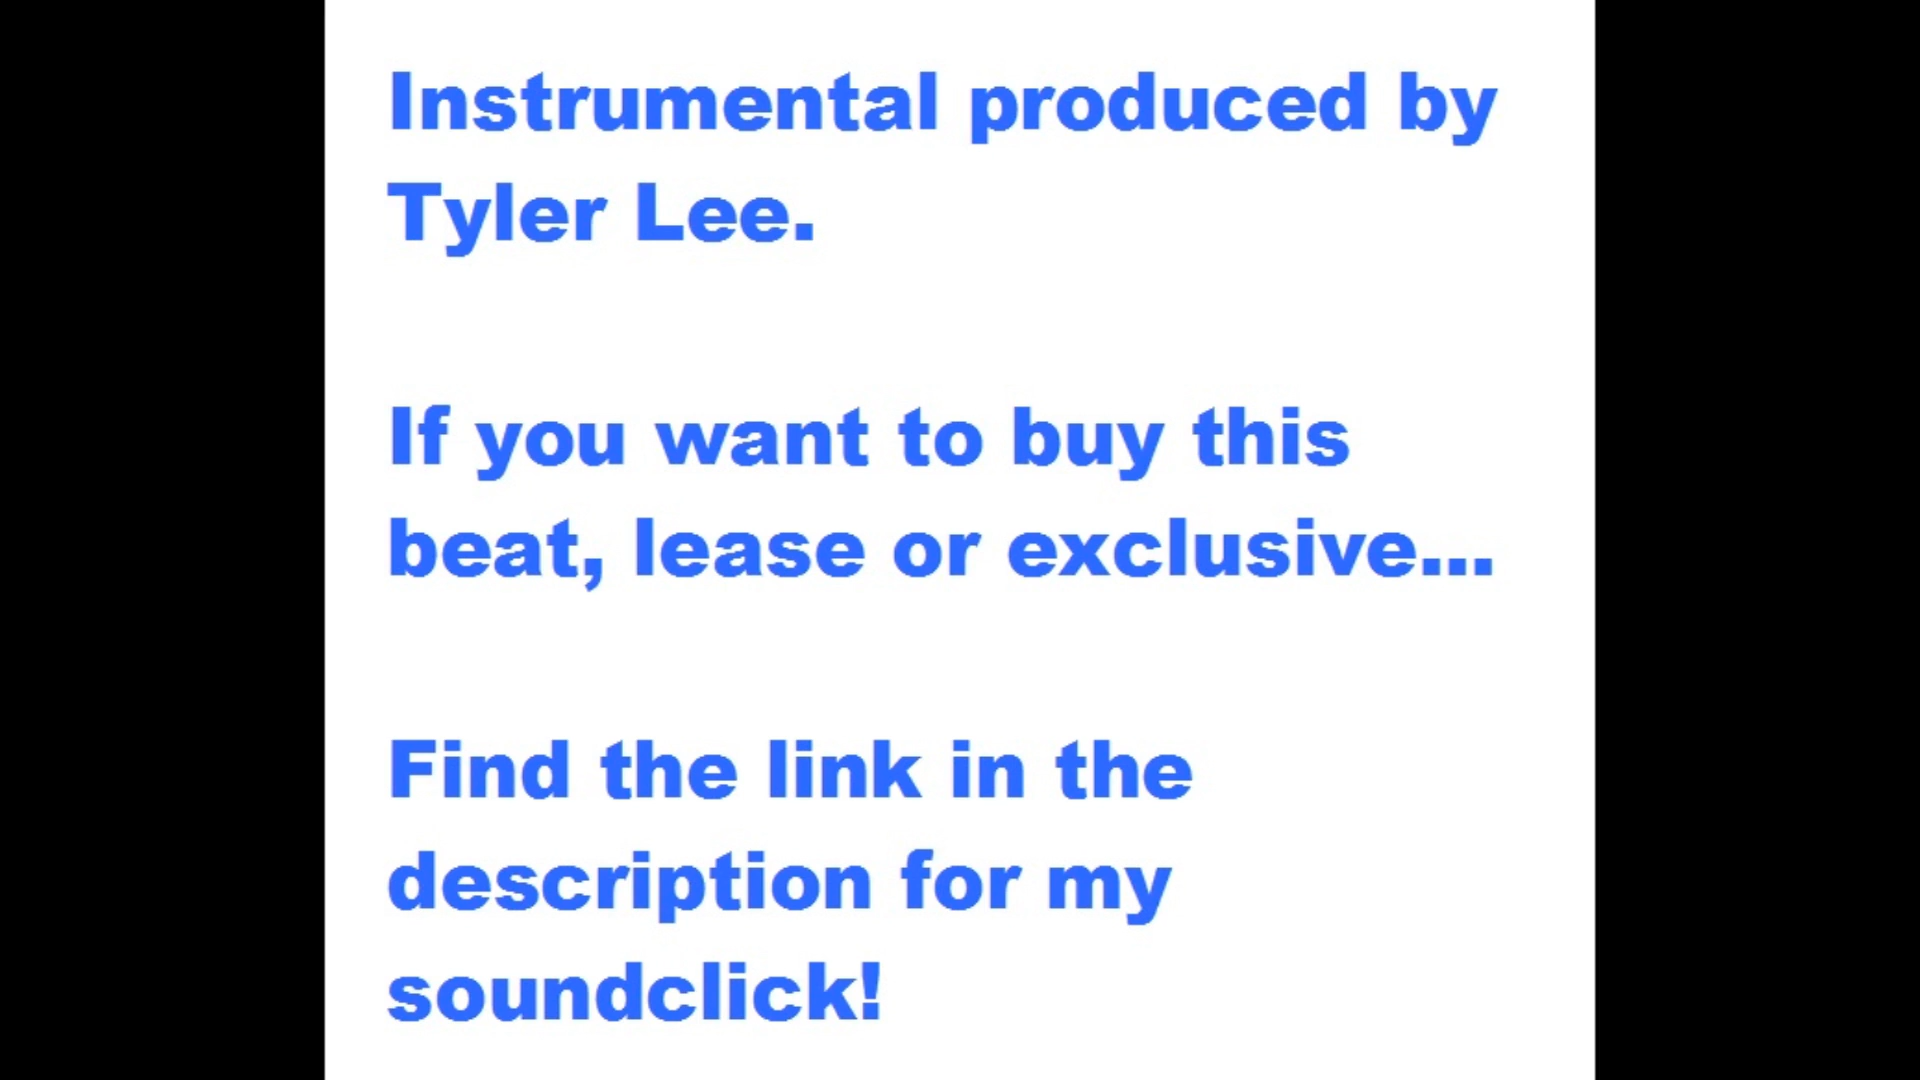 Instrumental produced by
Tyler Lee.
If you want to buy this
beat, lease or exclusive...
Find the link in the
description for my
soundclick!